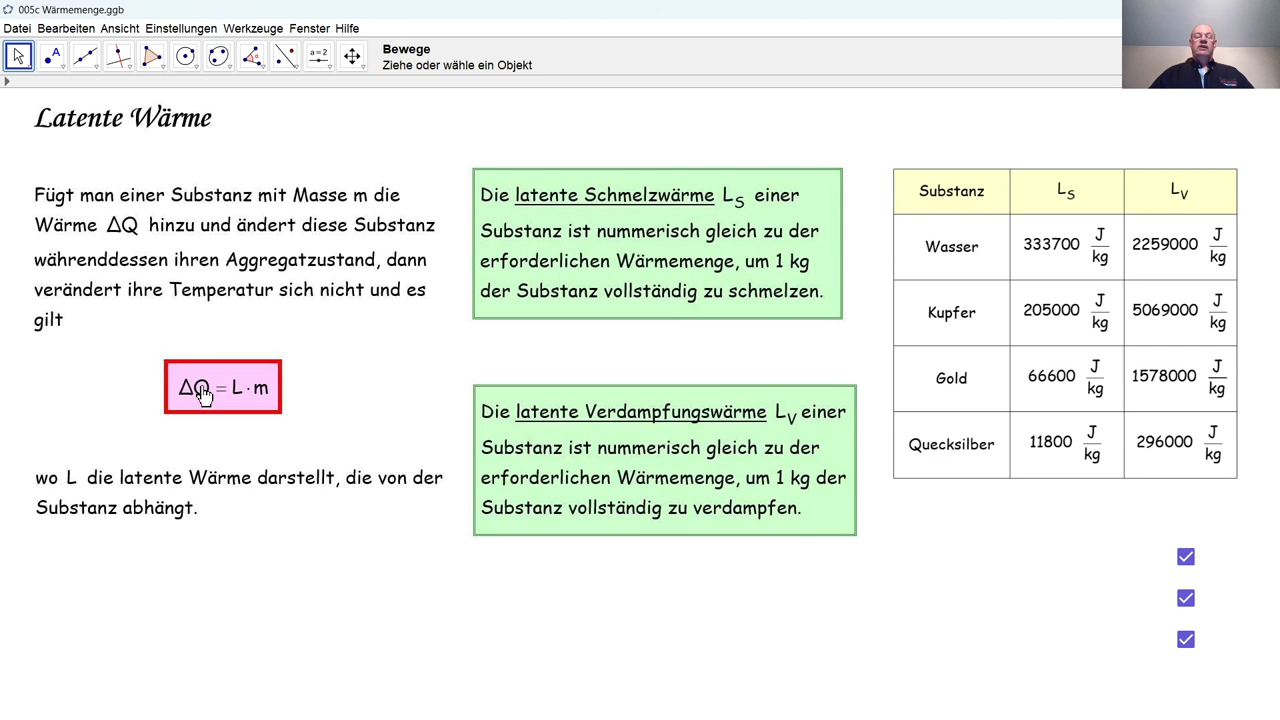 005c Wärmemenge.ggb
Datei Bearbeiten Ansicht Einstellungen Werkzeuge Fenster Hilfe
A
a=2
Bewege
Ziehe oder wähle ein Objekt
Latente Wärme
Fügt man einer Substanz mit Masse m die
Wärme ΔQ hinzu und ändert diese Substanz
währenddessen ihren Aggregatzustand, dann
verändert ihre Temperatur sich nicht und es
gilt
ΔQ = L · m
wo L die latente Wärme darstellt, die von der
Substanz abhängt.
Die latente Schmelzwärme L_S einer
Substanz ist nummerisch gleich zu der
erforderlichen Wärmemenge, um 1 kg
der Substanz vollständig zu schmelzen.
Die latente Verdampfungswärme L_V einer
Substanz ist nummerisch gleich zu der
erforderlichen Wärmemenge, um 1 kg der
Substanz vollständig zu verdampfen.
Substanz L_S L_V
Wasser 333700 J/kg 2259000 J/kg
Kupfer 205000 J/kg 5069000 J/kg
Gold 66600 J/kg 1578000 J/kg
Quecksilber 11800 J/kg 296000 J/kg